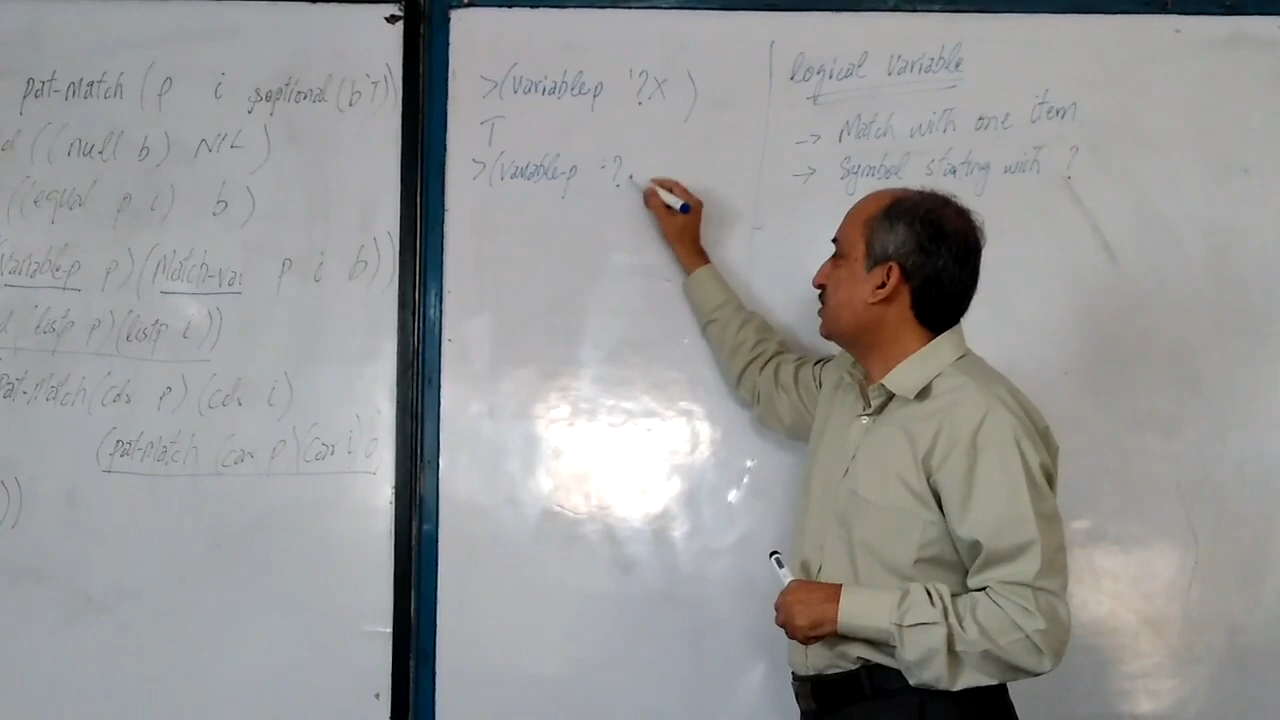 pat-match (p i &optional (b 'T))
((null b) NIL)
((equal p i) b)
Variable-p p)(Match-var p i b))
listp p)(listp i))
Pat-Match (cdr p) (cdr i)
(pat-match (car p)(car i) b
))
>(variable-p '?X )
T
>(variable-p '?
logical variable
→ Match with one item
→ Symbol starting with ?